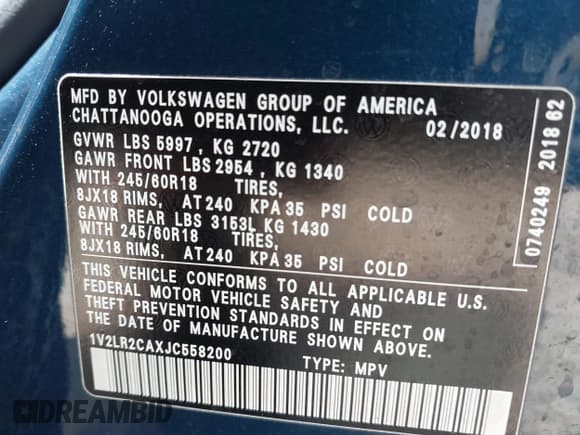 MFD BY VOLKSWAGEN GROUP OF AMERICA
CHATTANOOGA OPERATIONS, LLC. 02/2018
GVWR LBS 5997 , KG 2720
GAWR FRONT LBS 2954 , KG 1340
WITH 245/60R18 TIRES,
8JX18 RIMS, AT 240 KPA 35 PSI COLD
GAWR REAR LBS 3153L KG 1430
WITH 245/60R18 TIRES,
8JX18 RIMS, AT 240 KPA 35 PSI COLD
THIS VEHICLE CONFORMS TO ALL APPLICABLE U.S.
FEDERAL MOTOR VEHICLE SAFETY AND
THEFT PREVENTION STANDARDS IN EFFECT ON
THE DATE OF MANUFACTURE SHOWN ABOVE.
1V2LR2CAXJC558200 TYPE: MPV
0740249 2018 62
DREAMBID